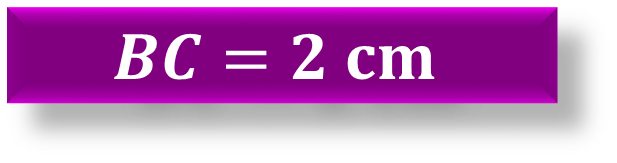 BC = 2 cm